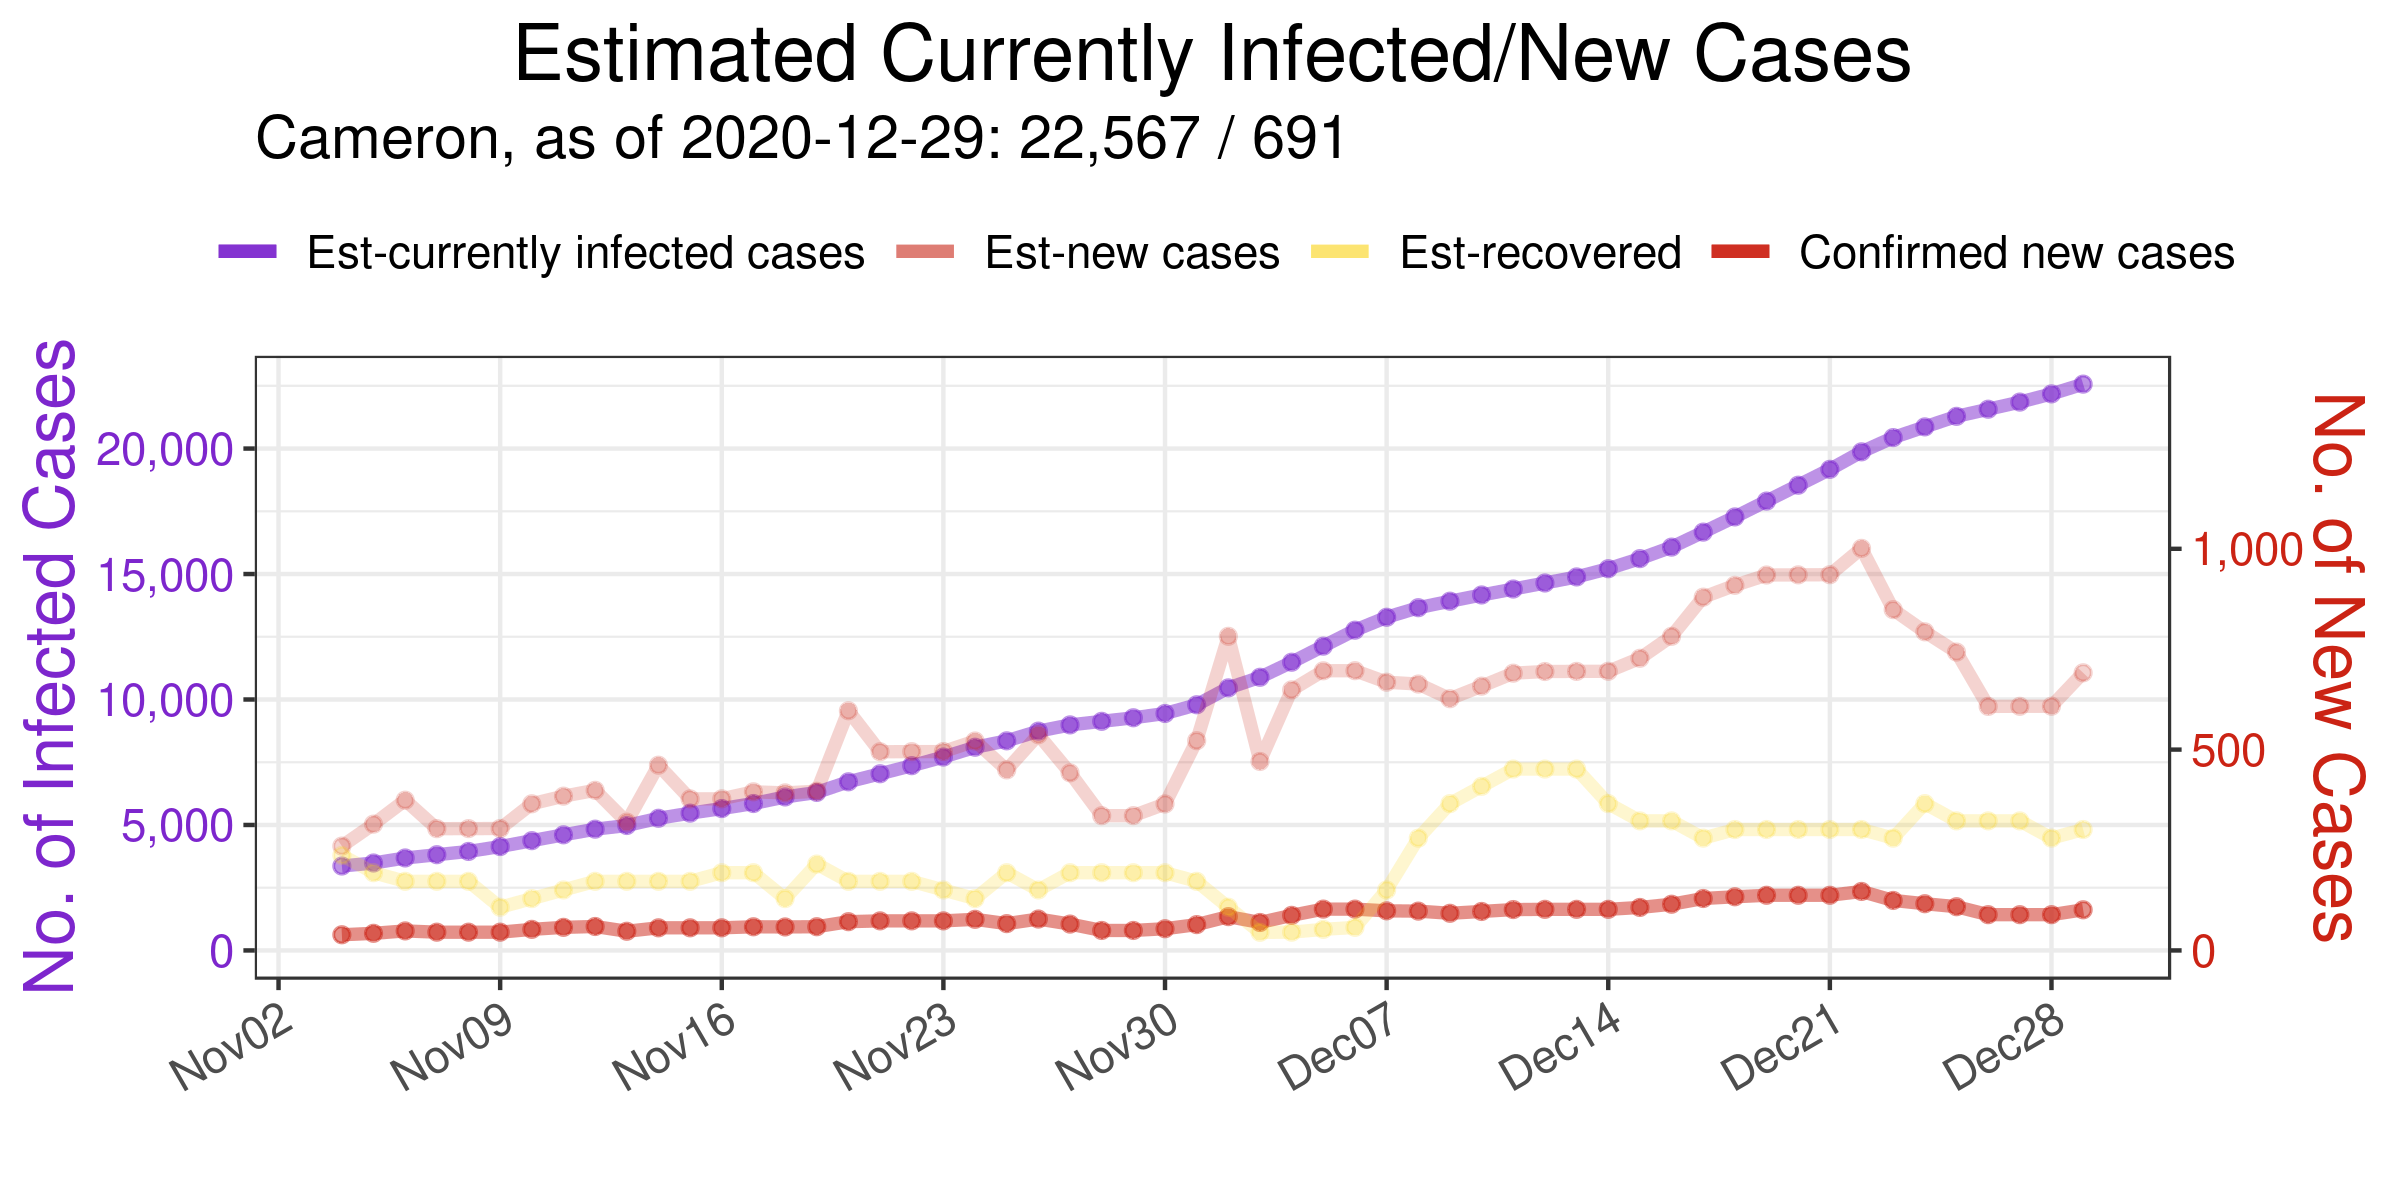 Estimated Currently Infected/New Cases
Cameron, as of 2020-12-29: 22,567 / 691
Est-currently infected cases
Est-new cases
Est-recovered
Confirmed new cases
No. of Infected Cases
20,000
15,000
10,000
5,000
0
1,000
500
0
No. of New Cases
Nov02
Nov09
Nov16
Nov23
Nov30
Dec07
Dec14
Dec21
Dec28